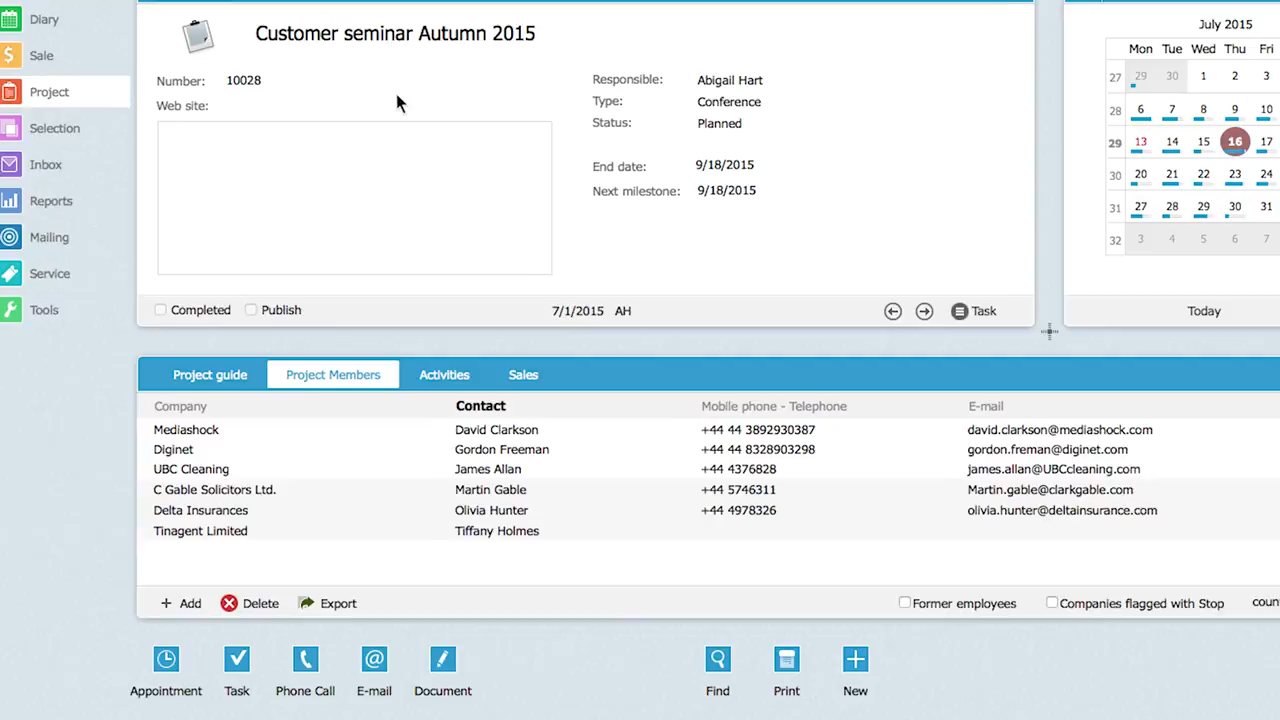 Diary
Sale
Project
Selection
Inbox
Reports
Mailing
Service
Tools
Customer seminar Autumn 2015
Number: 10028
Web site:
Responsible: Abigail Hart
Type: Conference
Status: Planned
End date: 9/18/2015
Next milestone: 9/18/2015
Completed Publish 7/1/2015 AH Task
July 2015
Mon Tue Wed Thu Fri
27 29 30 1 2 3
28 6 7 8 9 10
29 13 14 15 16 17
30 20 21 22 23 24
31 27 28 29 30 31
32 3 4 5 6 7
Today
Project guide Project Members Activities Sales
Company Contact Mobile phone - Telephone E-mail
Mediashock David Clarkson +44 44 3892930387 david.clarkson@mediashock.com
Diginet Gordon Freeman +44 44 8328903298 gordon.freman@diginet.com
UBC Cleaning James Allan +44 4376828 james.allan@UBCcleaning.com
C Gable Solicitors Ltd. Martin Gable +44 5746311 Martin.gable@clarkgable.com
Delta Insurances Olivia Hunter +44 4978326 olivia.hunter@deltainsurance.com
Tinagent Limited Tiffany Holmes
+ Add Delete Export Former employees Companies flagged with Stop coun
Appointment Task Phone Call E-mail Document Find Print New